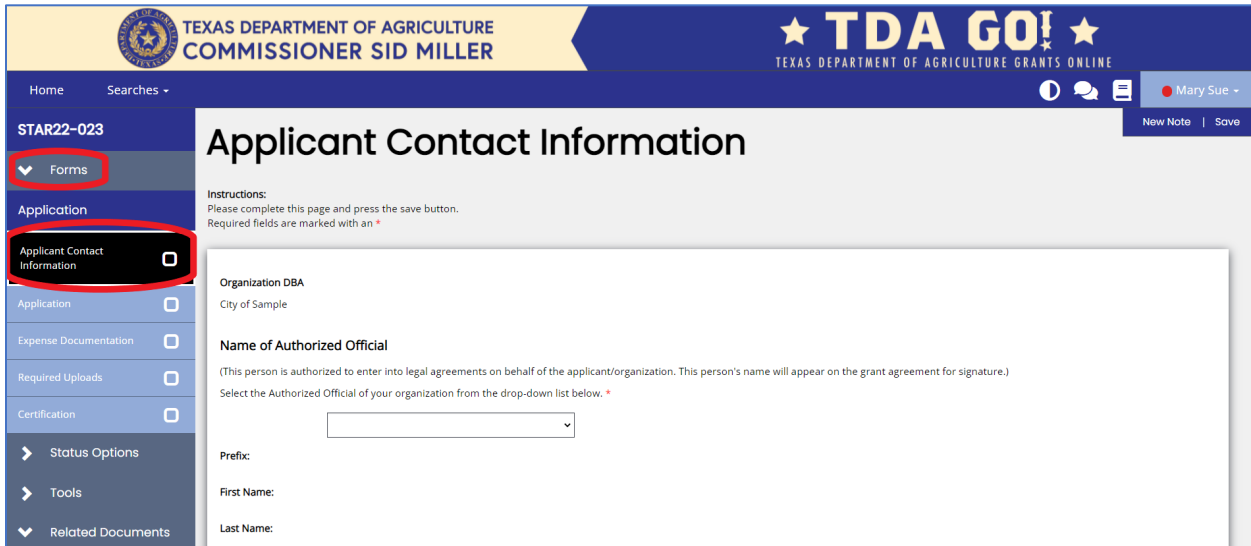 TEXAS DEPARTMENT OF AGRICULTURE
COMMISSIONER SID MILLER
TDA GO!
TEXAS DEPARTMENT OF AGRICULTURE GRANTS ONLINE
Home
Searches
Mary Sue
STAR22-023
New Note | Save
Applicant Contact Information
Forms
Instructions:
Please complete this page and press the save button.
Required fields are marked with an *
Application
Applicant Contact
Information
Application
Expense Documentation
Required Uploads
Certification
Status Options
Tools
Related Documents
Organization DBA
City of Sample
Name of Authorized Official
(This person is authorized to enter into legal agreements on behalf of the applicant/organization. This person's name will appear on the grant agreement for signature.)
Select the Authorized Official of your organization from the drop-down list below. *
Prefix:
First Name:
Last Name: